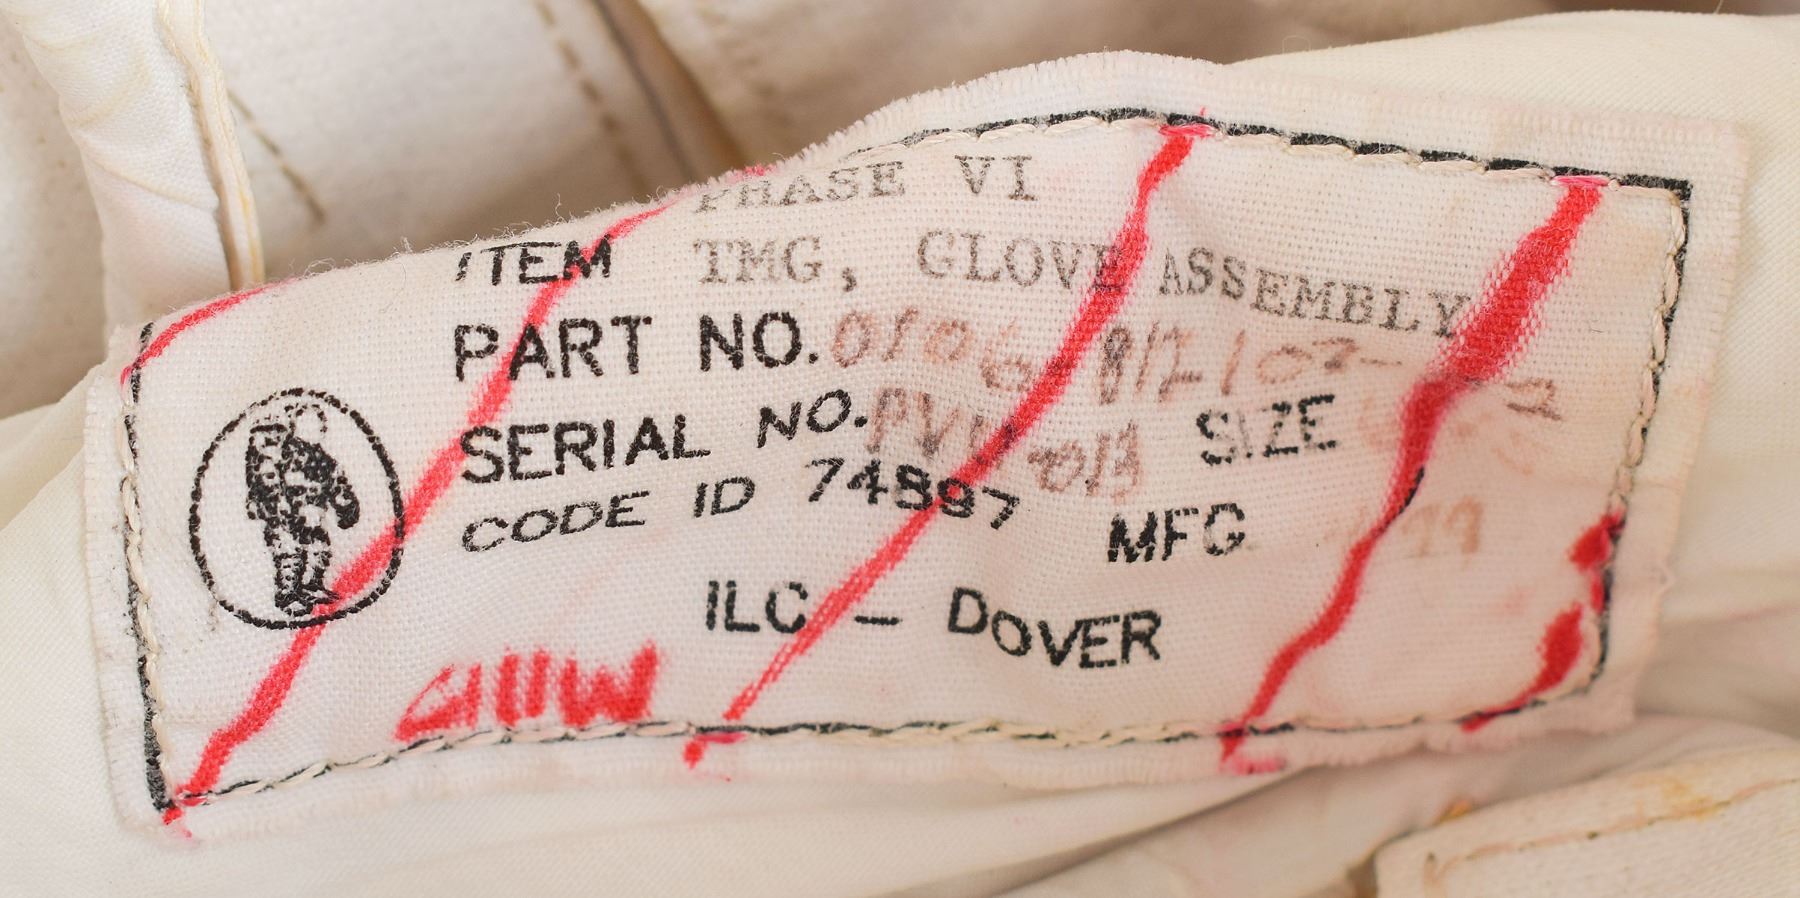 PHASE VI
ITEM TMG, GLOVE ASSEMBLY
PART NO.
SERIAL NO. SIZE
CODE ID 74897 MFG
ILC – DOVER